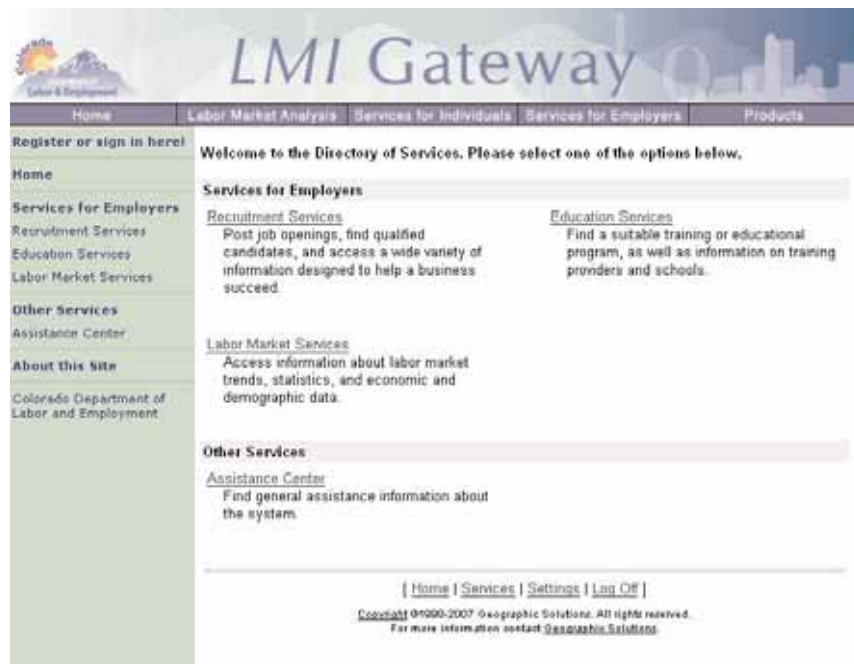 Colorado
Labor & Employment
LMI Gateway
Home
Labor Market Analysis
Services for Individuals
Services for Employers
Products
Register or sign in here!
Home
Services for Employers
Recruitment Services
Education Services
Labor Market Services
Other Services
Assistance Center
About this Site
Colorado Department of
Labor and Employment
Welcome to the Directory of Services. Please select one of the options below.
Services for Employers
Recruitment Services
Post job openings, find qualified
candidates, and access a wide variety of
information designed to help a business
succeed.
Education Services
Find a suitable training or educational
program, as well as information on training
providers and schools.
Labor Market Services
Access information about labor market
trends, statistics, and economic and
demographic data.
Other Services
Assistance Center
Find general assistance information about
the system.
[ Home | Services | Settings | Log Off ]
Copyright ©1998-2007 Geographic Solutions. All rights reserved.
For more information contact Geographic Solutions.